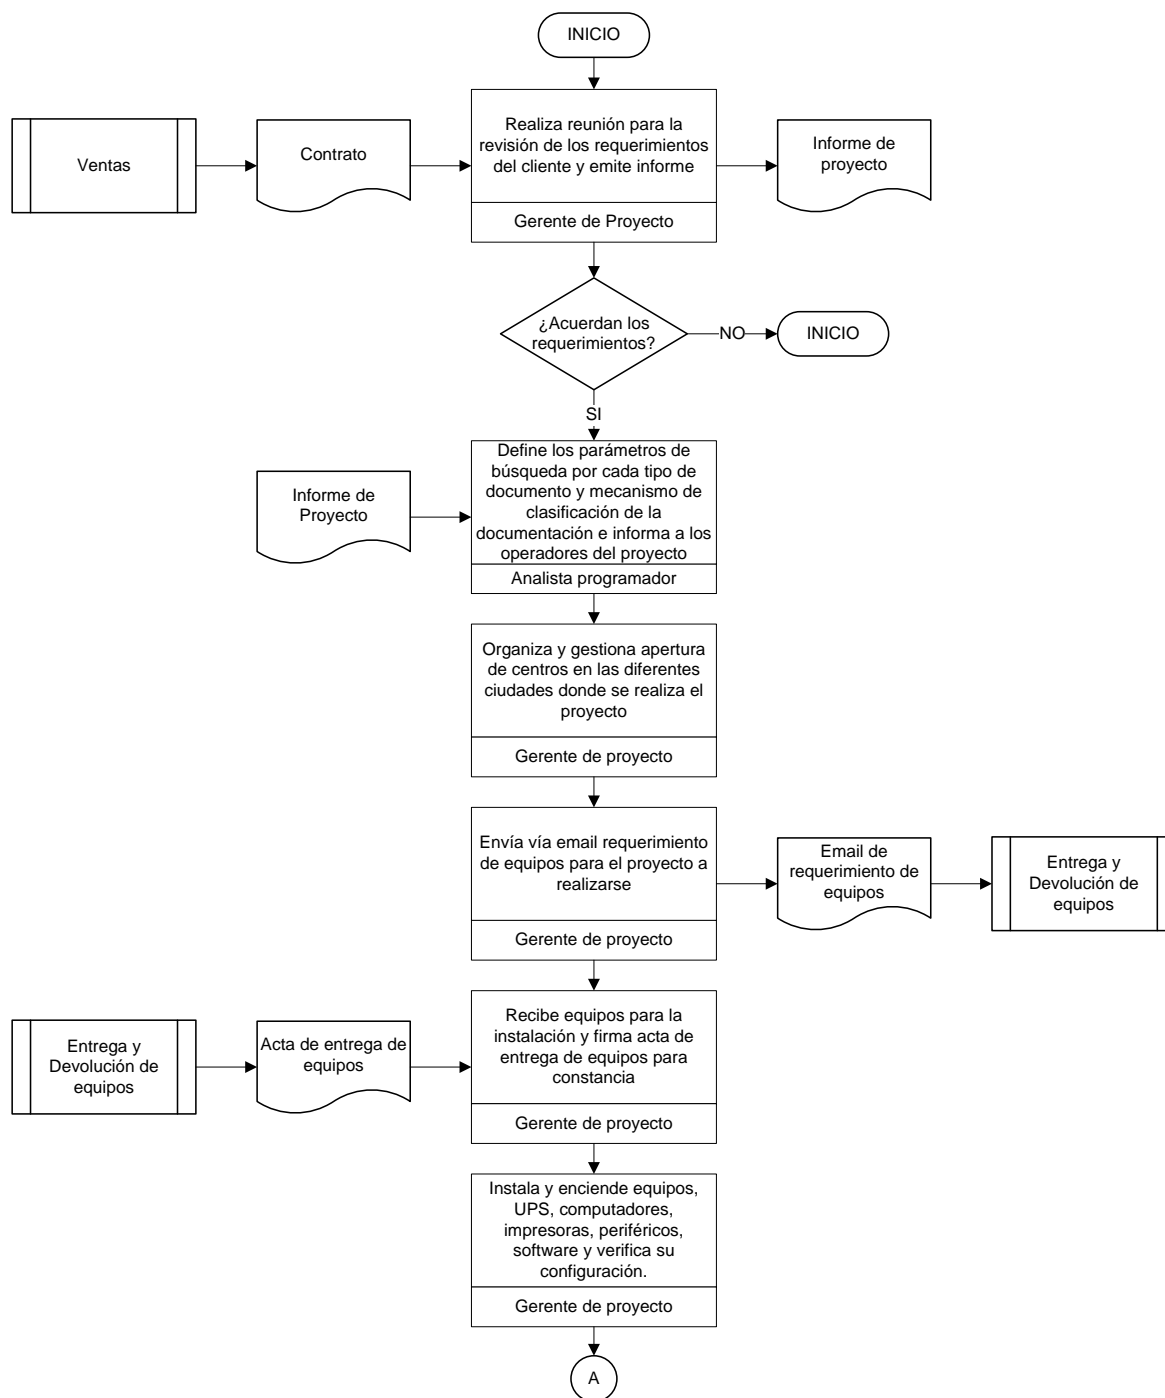 INICIO
Ventas
Contrato
Realiza reunión para la
revisión de los requerimientos
del cliente y emite informe
Gerente de Proyecto
Informe de
proyecto
¿Acuerdan los
requerimientos?
NO
INICIO
SI
Informe de
Proyecto
Define los parámetros de
búsqueda por cada tipo de
documento y mecanismo de
clasificación de la
documentación e informa a los
operadores del proyecto
Analista programador
Organiza y gestiona apertura
de centros en las diferentes
ciudades donde se realiza el
proyecto
Gerente de proyecto
Envía vía email requerimiento
de equipos para el proyecto a
realizarse
Gerente de proyecto
Email de
requerimiento de
equipos
Entrega y
Devolución de
equipos
Entrega y
Devolución de
equipos
Acta de entrega de
equipos
Recibe equipos para la
instalación y firma acta de
entrega de equipos para
constancia
Gerente de proyecto
Instala y enciende equipos,
UPS, computadores,
impresoras, periféricos,
software y verifica su
configuración.
Gerente de proyecto
A